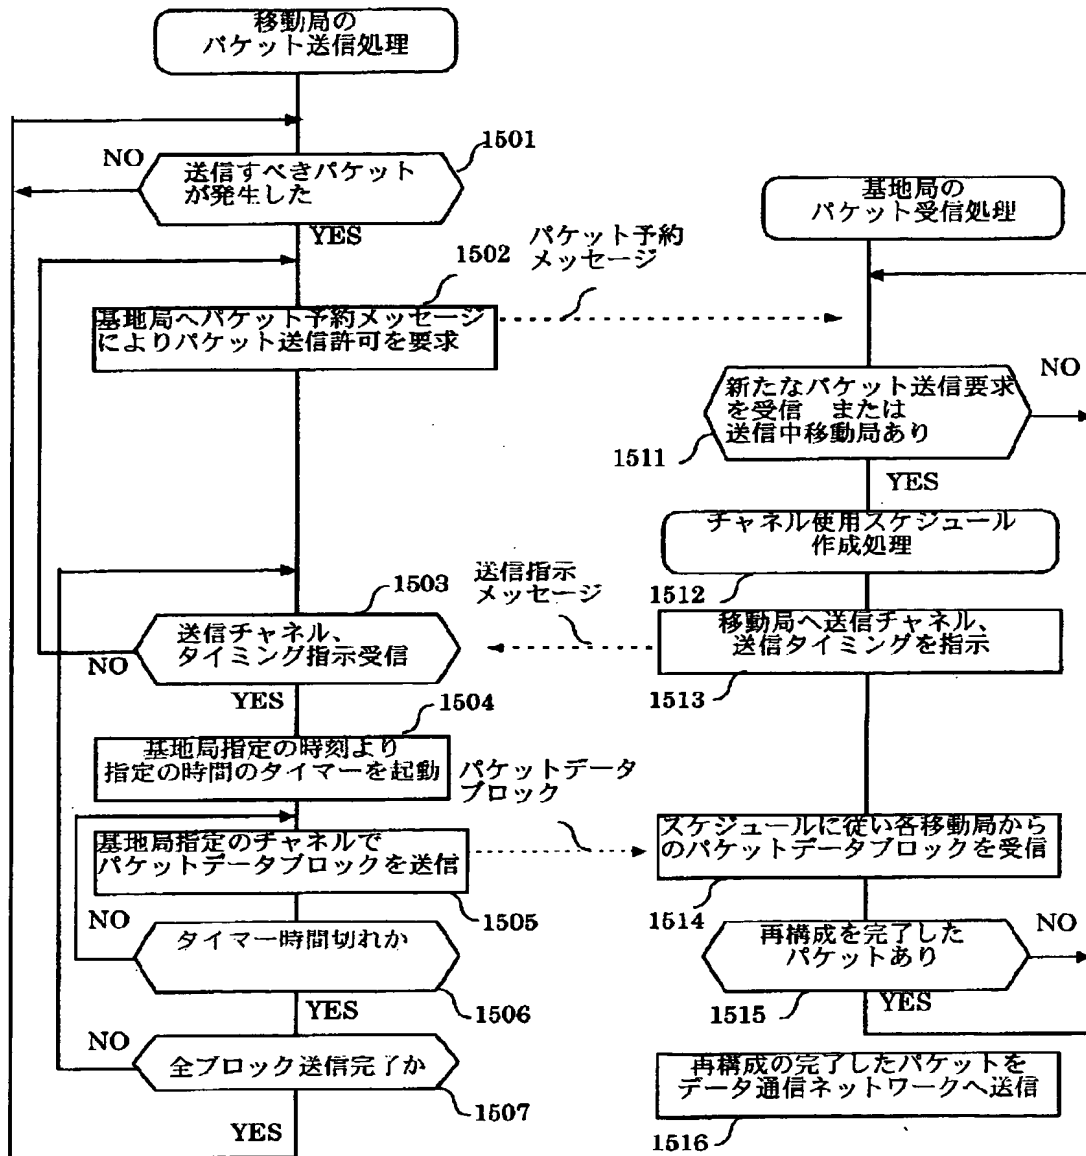 移動局の
パケット送信処理
NO
1501
送信すべきパケット
が発生した
YES
1502
パケット予約
メッセージ
基地局へパケット予約メッセージ
によりパケット送信許可を要求
1503
送信チャネル、
タイミング指示受信
NO
YES
送信指示
メッセージ
1504
基地局指定の時刻より
指定の時間のタイマーを起動
パケットデータ
ブロック
基地局指定のチャネルで
パケットデータブロックを送信
1505
NO
タイマー時間切れか
YES
1506
NO
全ブロック送信完了か
1507
YES
基地局の
パケット受信処理
NO
新たなパケット送信要求
を受信　または
送信中移動局あり
1511
YES
チャネル使用スケジュール
作成処理
1512
移動局へ送信チャネル、
送信タイミングを指示
1513
スケジュールに従い各移動局から
のパケットデータブロックを受信
1514
NO
再構成を完了した
パケットあり
1515
YES
再構成の完了したパケットを
データ通信ネットワークへ送信
1516